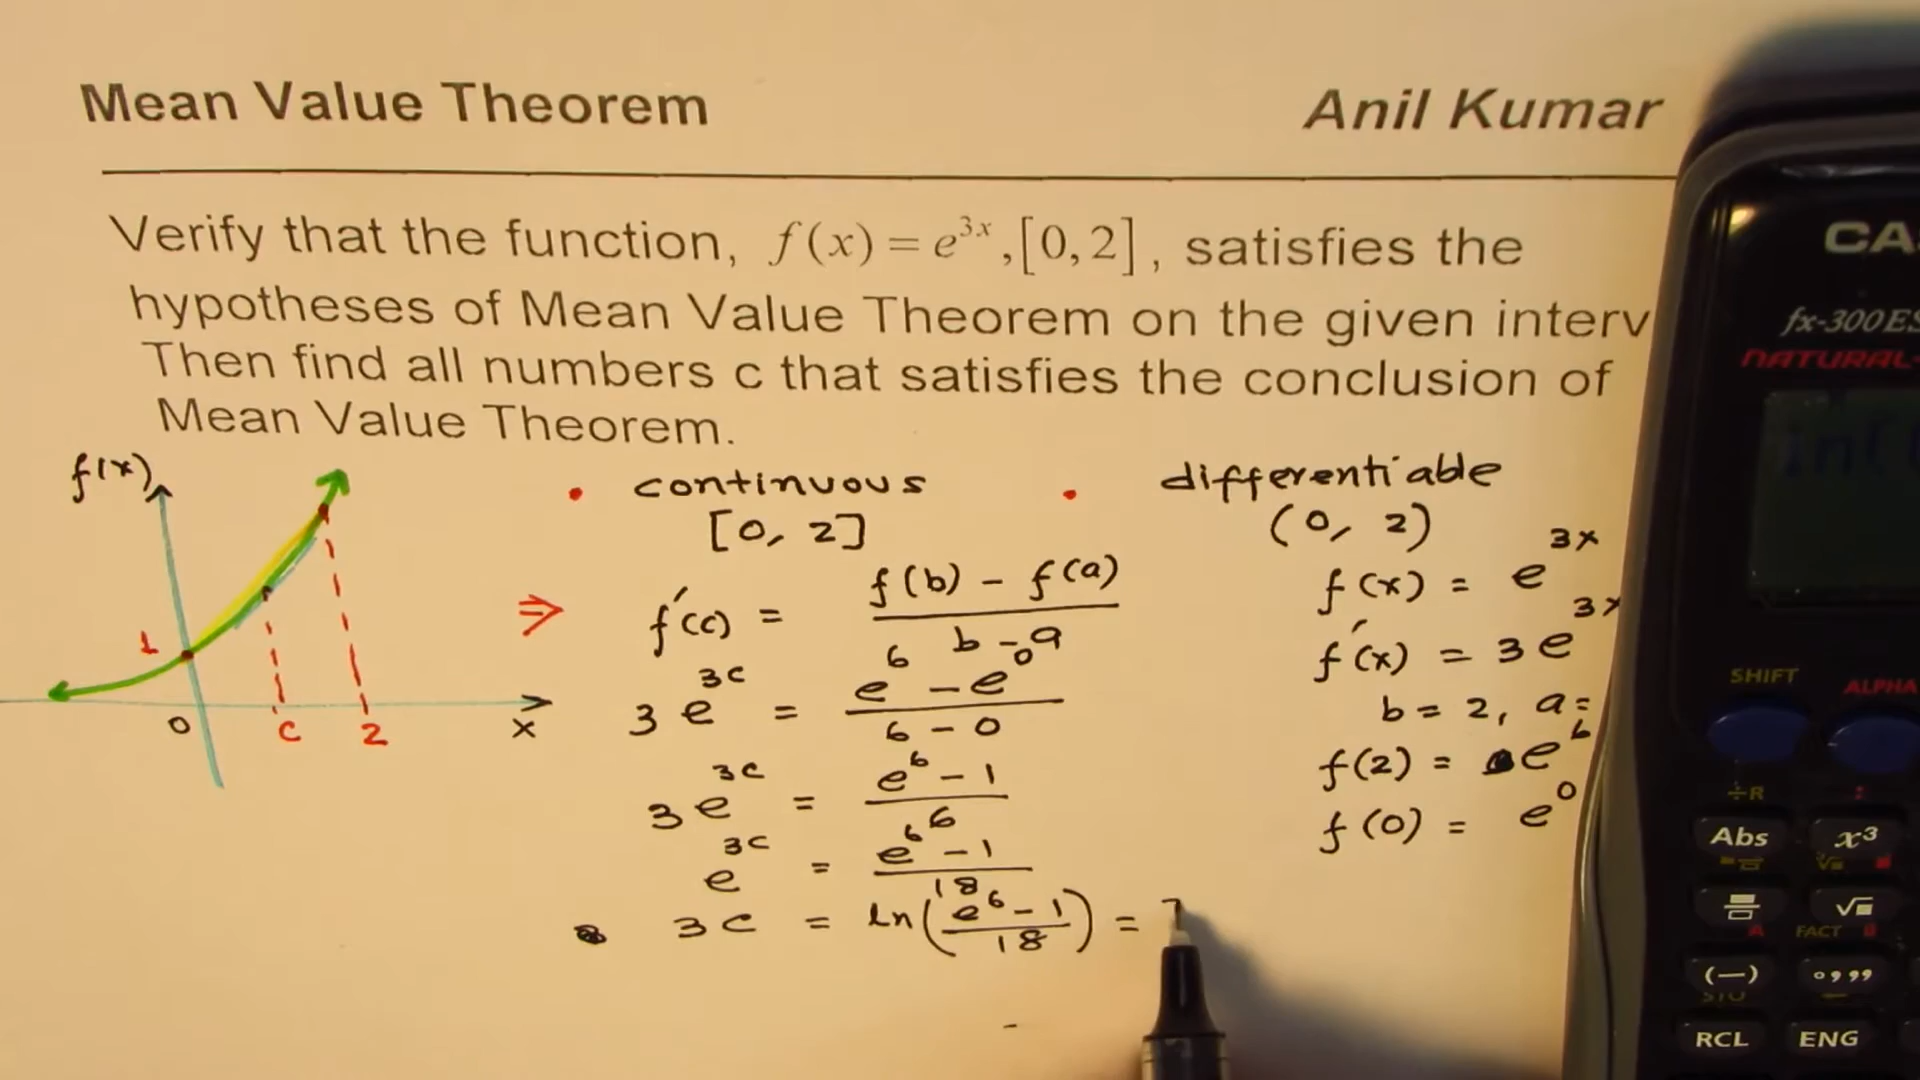 Mean Value Theorem
Anil Kumar
Verify that the function, f(x) = e^{3x}, [0, 2], satisfies the
hypotheses of Mean Value Theorem on the given interv
Then find all numbers c that satisfies the conclusion of
Mean Value Theorem.
f(x)
1
0
c
2
x
• continuous
[0, 2]
• differentiable
(0, 2)
⇒ f'(c) = (f(b) - f(a)) / (b - a)
3e^{3c} = (e^6 - e^0) / (6 - 0)
3e^{3c} = (e^6 - 1) / 6
e^{3c} = (e^6 - 1) / 18
3c = ln((e^6 - 1) / 18) =
f(x) = e^{3x}
f'(x) = 3e^{3x}
b = 2, a =
f(2) = e^6
f(0) = e^0
CA
fx-300ES
NATURAL-
ln(
SHIFT
ALPHA
÷R
Abs
x³
FACT
(—)
° ’ ’’
STO
RCL
ENG